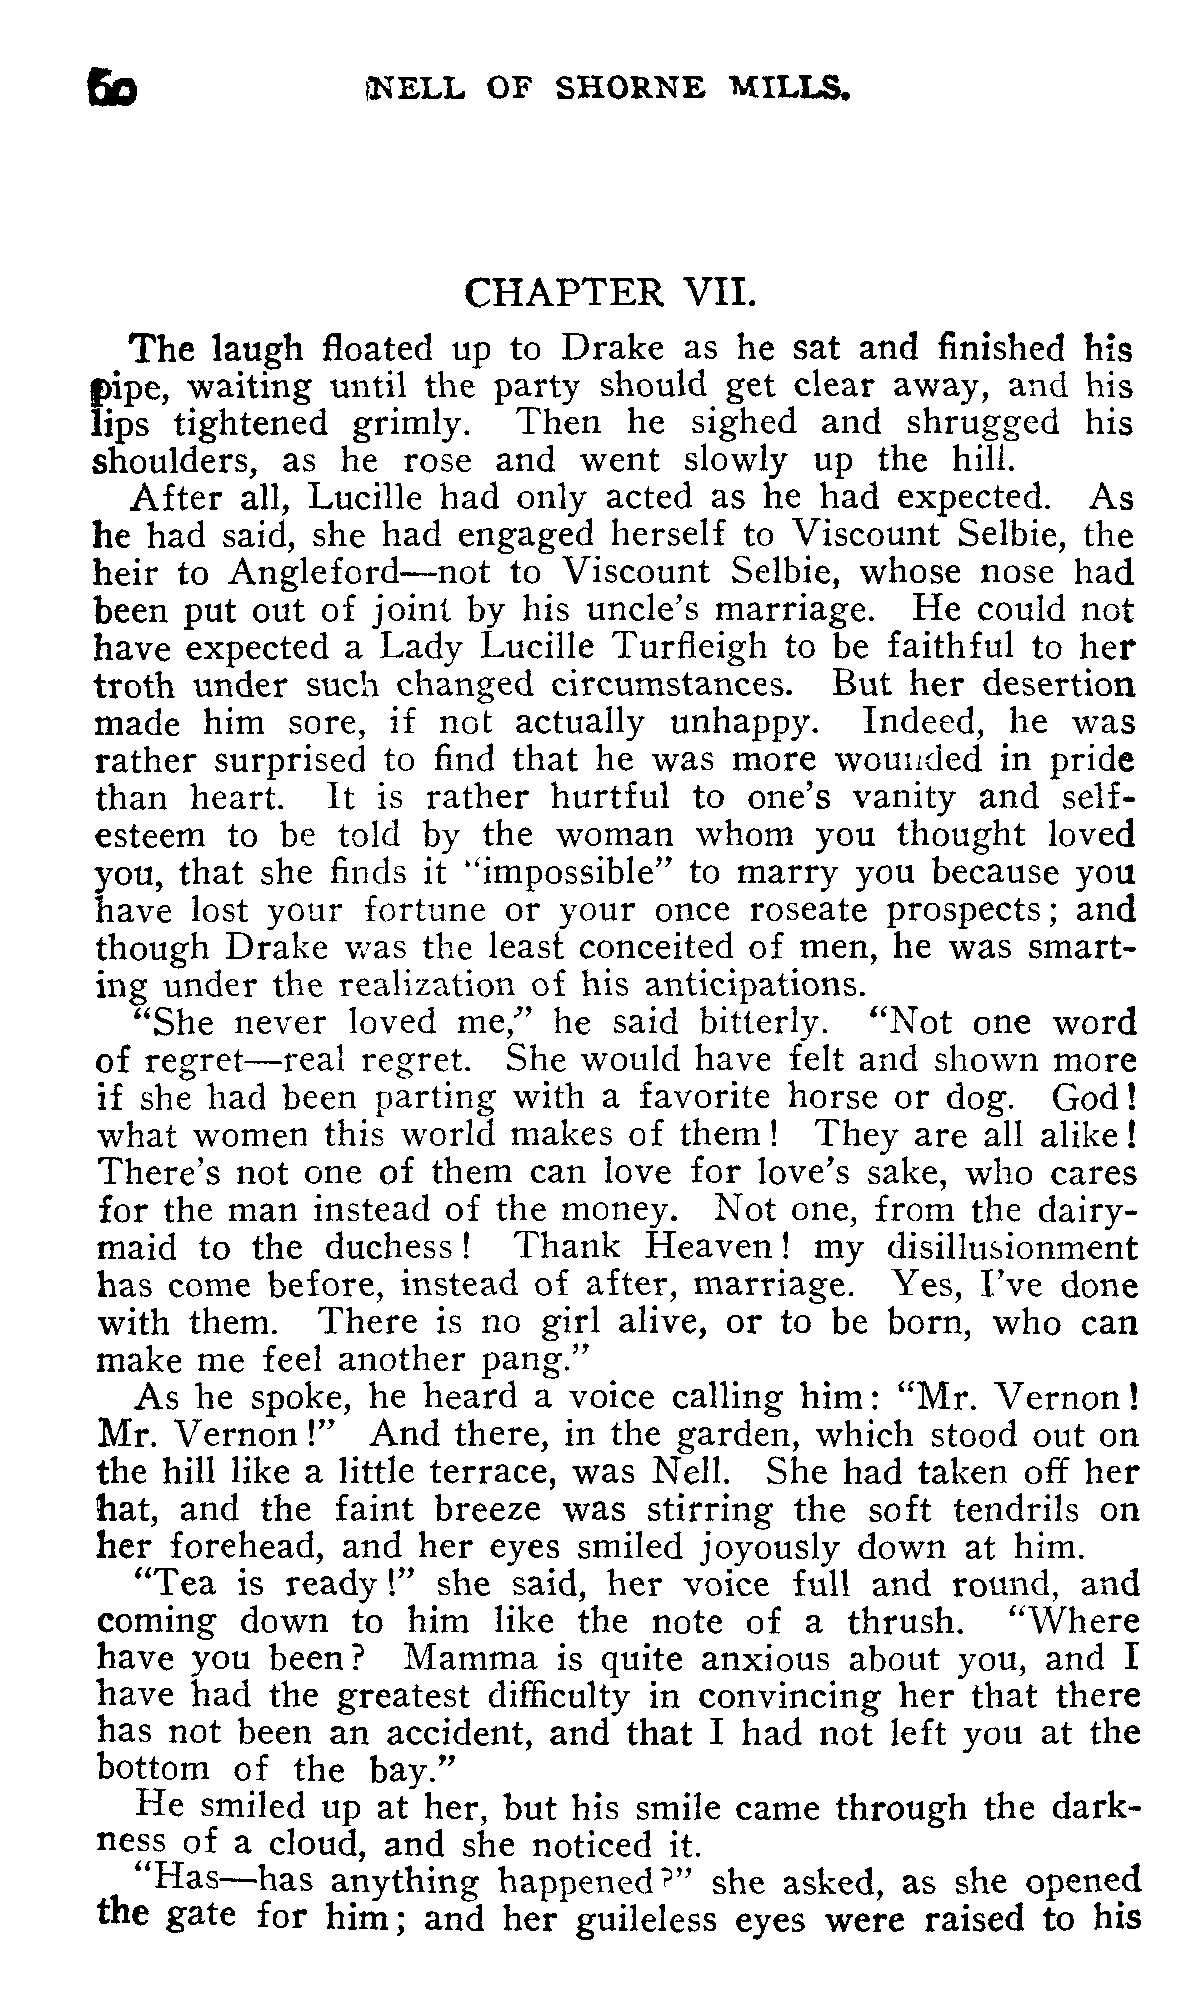 60 NELL OF SHORNE MILLS.
CHAPTER VII.
The laugh floated up to Drake as he sat and finished his
pipe, waiting until the party should get clear away, and his
lips tightened grimly. Then he sighed and shrugged his
shoulders, as he rose and went slowly up the hill.
After all, Lucille had only acted as he had expected. As
he had said, she had engaged herself to Viscount Selbie, the
heir to Angleford—not to Viscount Selbie, whose nose had
been put out of joint by his uncle's marriage. He could not
have expected a Lady Lucille Turfleigh to be faithful to her
troth under such changed circumstances. But her desertion
made him sore, if not actually unhappy. Indeed, he was
rather surprised to find that he was more wounded in pride
than heart. It is rather hurtful to one's vanity and self-
esteem to be told by the woman whom you thought loved
you, that she finds it "impossible" to marry you because you
have lost your fortune or your once roseate prospects; and
though Drake was the least conceited of men, he was smart-
ing under the realization of his anticipations.
"She never loved me," he said bitterly. "Not one word
of regret—real regret. She would have felt and shown more
if she had been parting with a favorite horse or dog. God!
what women this world makes of them! They are all alike!
There's not one of them can love for love's sake, who cares
for the man instead of the money. Not one, from the dairy-
maid to the duchess! Thank Heaven! my disillusionment
has come before, instead of after, marriage. Yes, I've done
with them. There is no girl alive, or to be born, who can
make me feel another pang."
As he spoke, he heard a voice calling him: "Mr. Vernon!
Mr. Vernon!" And there, in the garden, which stood out on
the hill like a little terrace, was Nell. She had taken off her
hat, and the faint breeze was stirring the soft tendrils on
her forehead, and her eyes smiled joyously down at him.
"Tea is ready!" she said, her voice full and round, and
coming down to him like the note of a thrush. "Where
have you been? Mamma is quite anxious about you, and I
have had the greatest difficulty in convincing her that there
has not been an accident, and that I had not left you at the
bottom of the bay."
He smiled up at her, but his smile came through the dark-
ness of a cloud, and she noticed it.
"Has—has anything happened?" she asked, as she opened
the gate for him; and her guileless eyes were raised to his